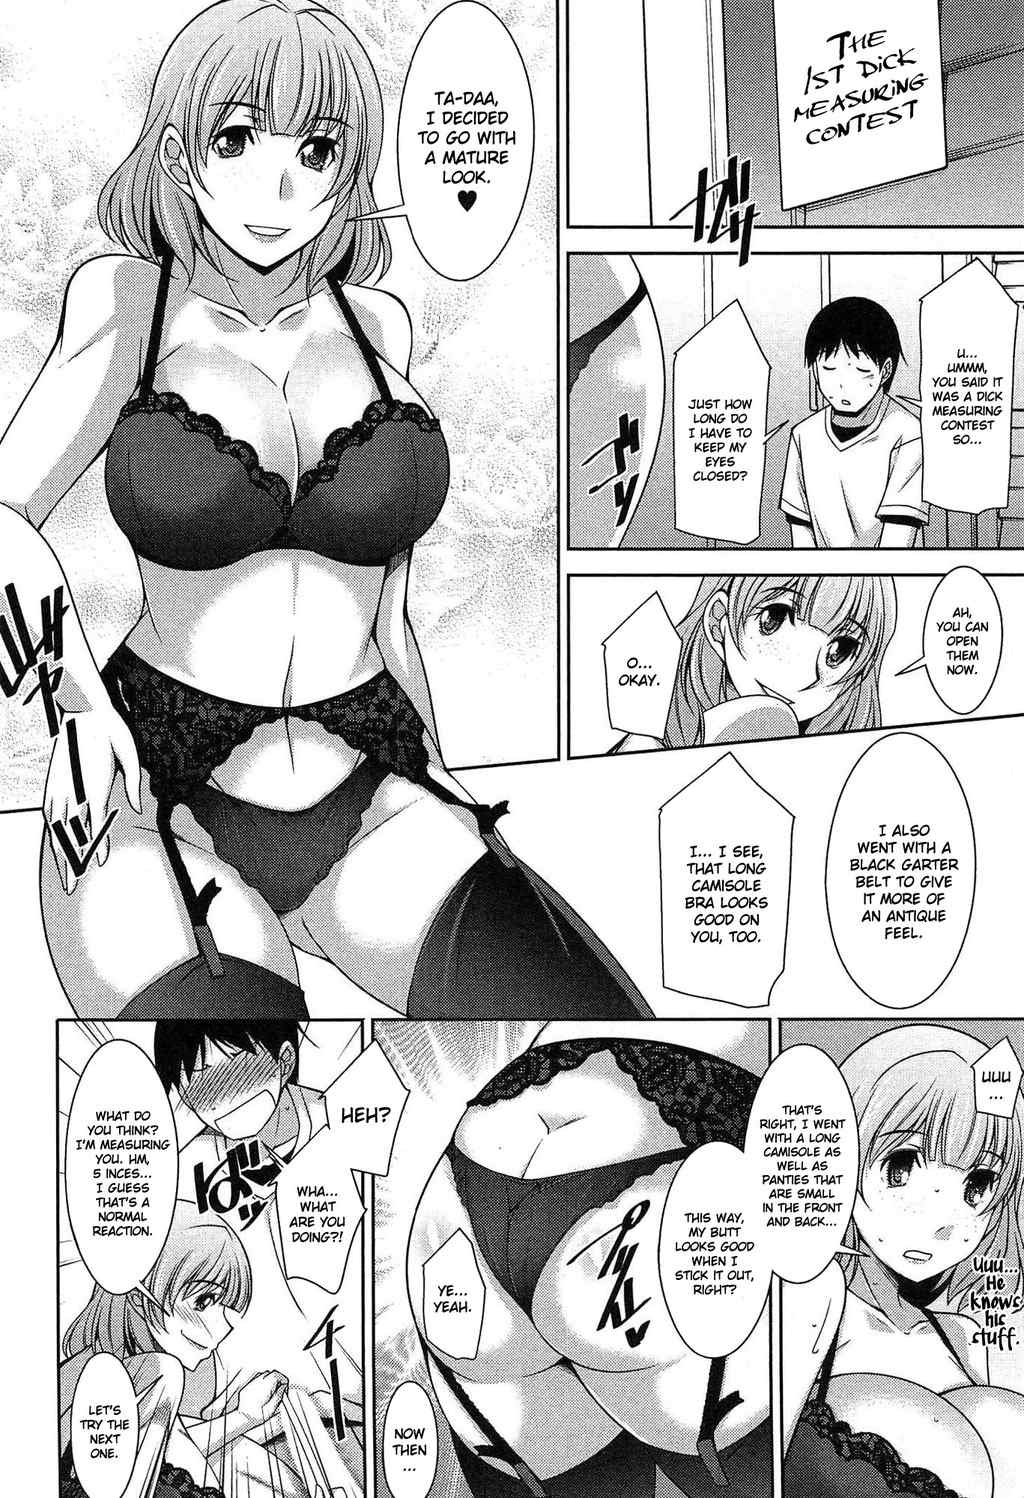 THE
1ST DICK
MEASURING
CONTEST
U...
UMMM,
YOU SAID IT
WAS A DICK
MEASURING
CONTEST
SO...
JUST HOW
LONG DO
I HAVE TO
KEEP MY
EYES
CLOSED?
AH,
YOU CAN
OPEN
THEM
NOW.
O...
OKAY.
TA-DAA,
I DECIDED
TO GO WITH
A MATURE
LOOK.
♥
I ALSO
WENT WITH A
BLACK GARTER
BELT TO GIVE
IT MORE OF
AN ANTIQUE
FEEL.
I... I SEE,
THAT LONG
CAMISOLE
BRA LOOKS
GOOD ON
YOU, TOO.
UUU
...
UUU...
He
knows
his
stuff.
THAT'S
RIGHT, I WENT
WITH A LONG
CAMISOLE AS
WELL AS
PANTIES THAT
ARE SMALL
IN THE FRONT
AND BACK...
THIS WAY,
MY BUTT
LOOKS GOOD
WHEN I
STICK IT OUT,
RIGHT?
YE...
YEAH.
NOW
THEN
...
HEH?
WHA...
WHAT
ARE YOU
DOING?!
WHAT DO
YOU THINK?
I'M MEASURING
YOU. HM,
5 INCES...
I GUESS
THAT'S A
NORMAL
REACTION.
LET'S
TRY THE
NEXT
ONE.